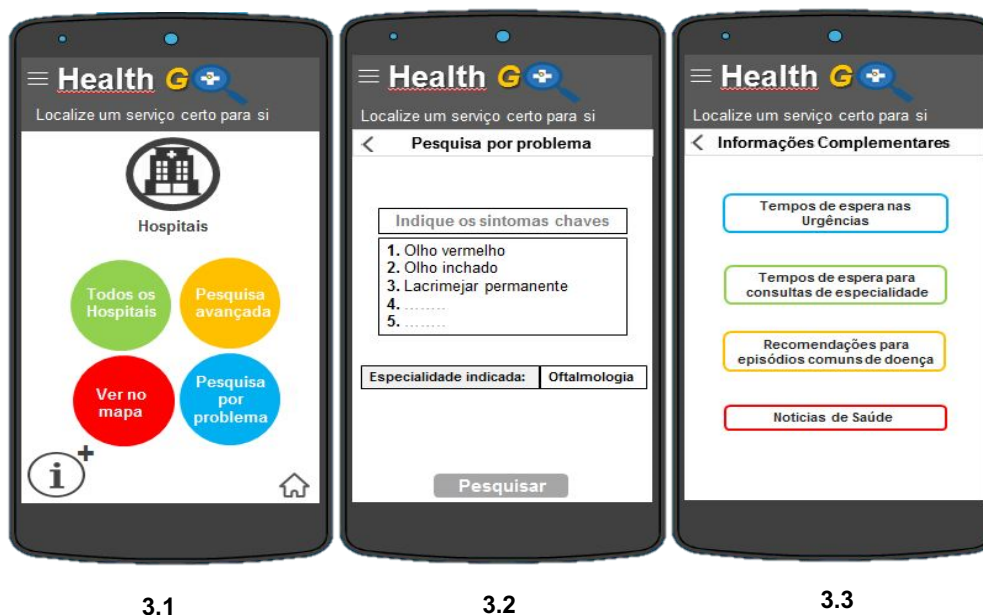 Health G
Localize um serviço certo para si
Hospitais
Todos os
Hospitais
Pesquisa
avançada
Ver no
mapa
Pesquisa
por
problema
i+
3.1
Health G
Localize um serviço certo para si
< Pesquisa por problema
Indique os sintomas chaves
1. Olho vermelho
2. Olho inchado
3. Lacrimejar permanente
4. ........
5. ........
Especialidade indicada: Oftalmologia
Pesquisar
3.2
Health G
Localize um serviço certo para si
< Informações Complementares
Tempos de espera nas
Urgências
Tempos de espera para
consultas de especialidade
Recomendações para
episódios comuns de doença
Noticias de Saúde
3.3